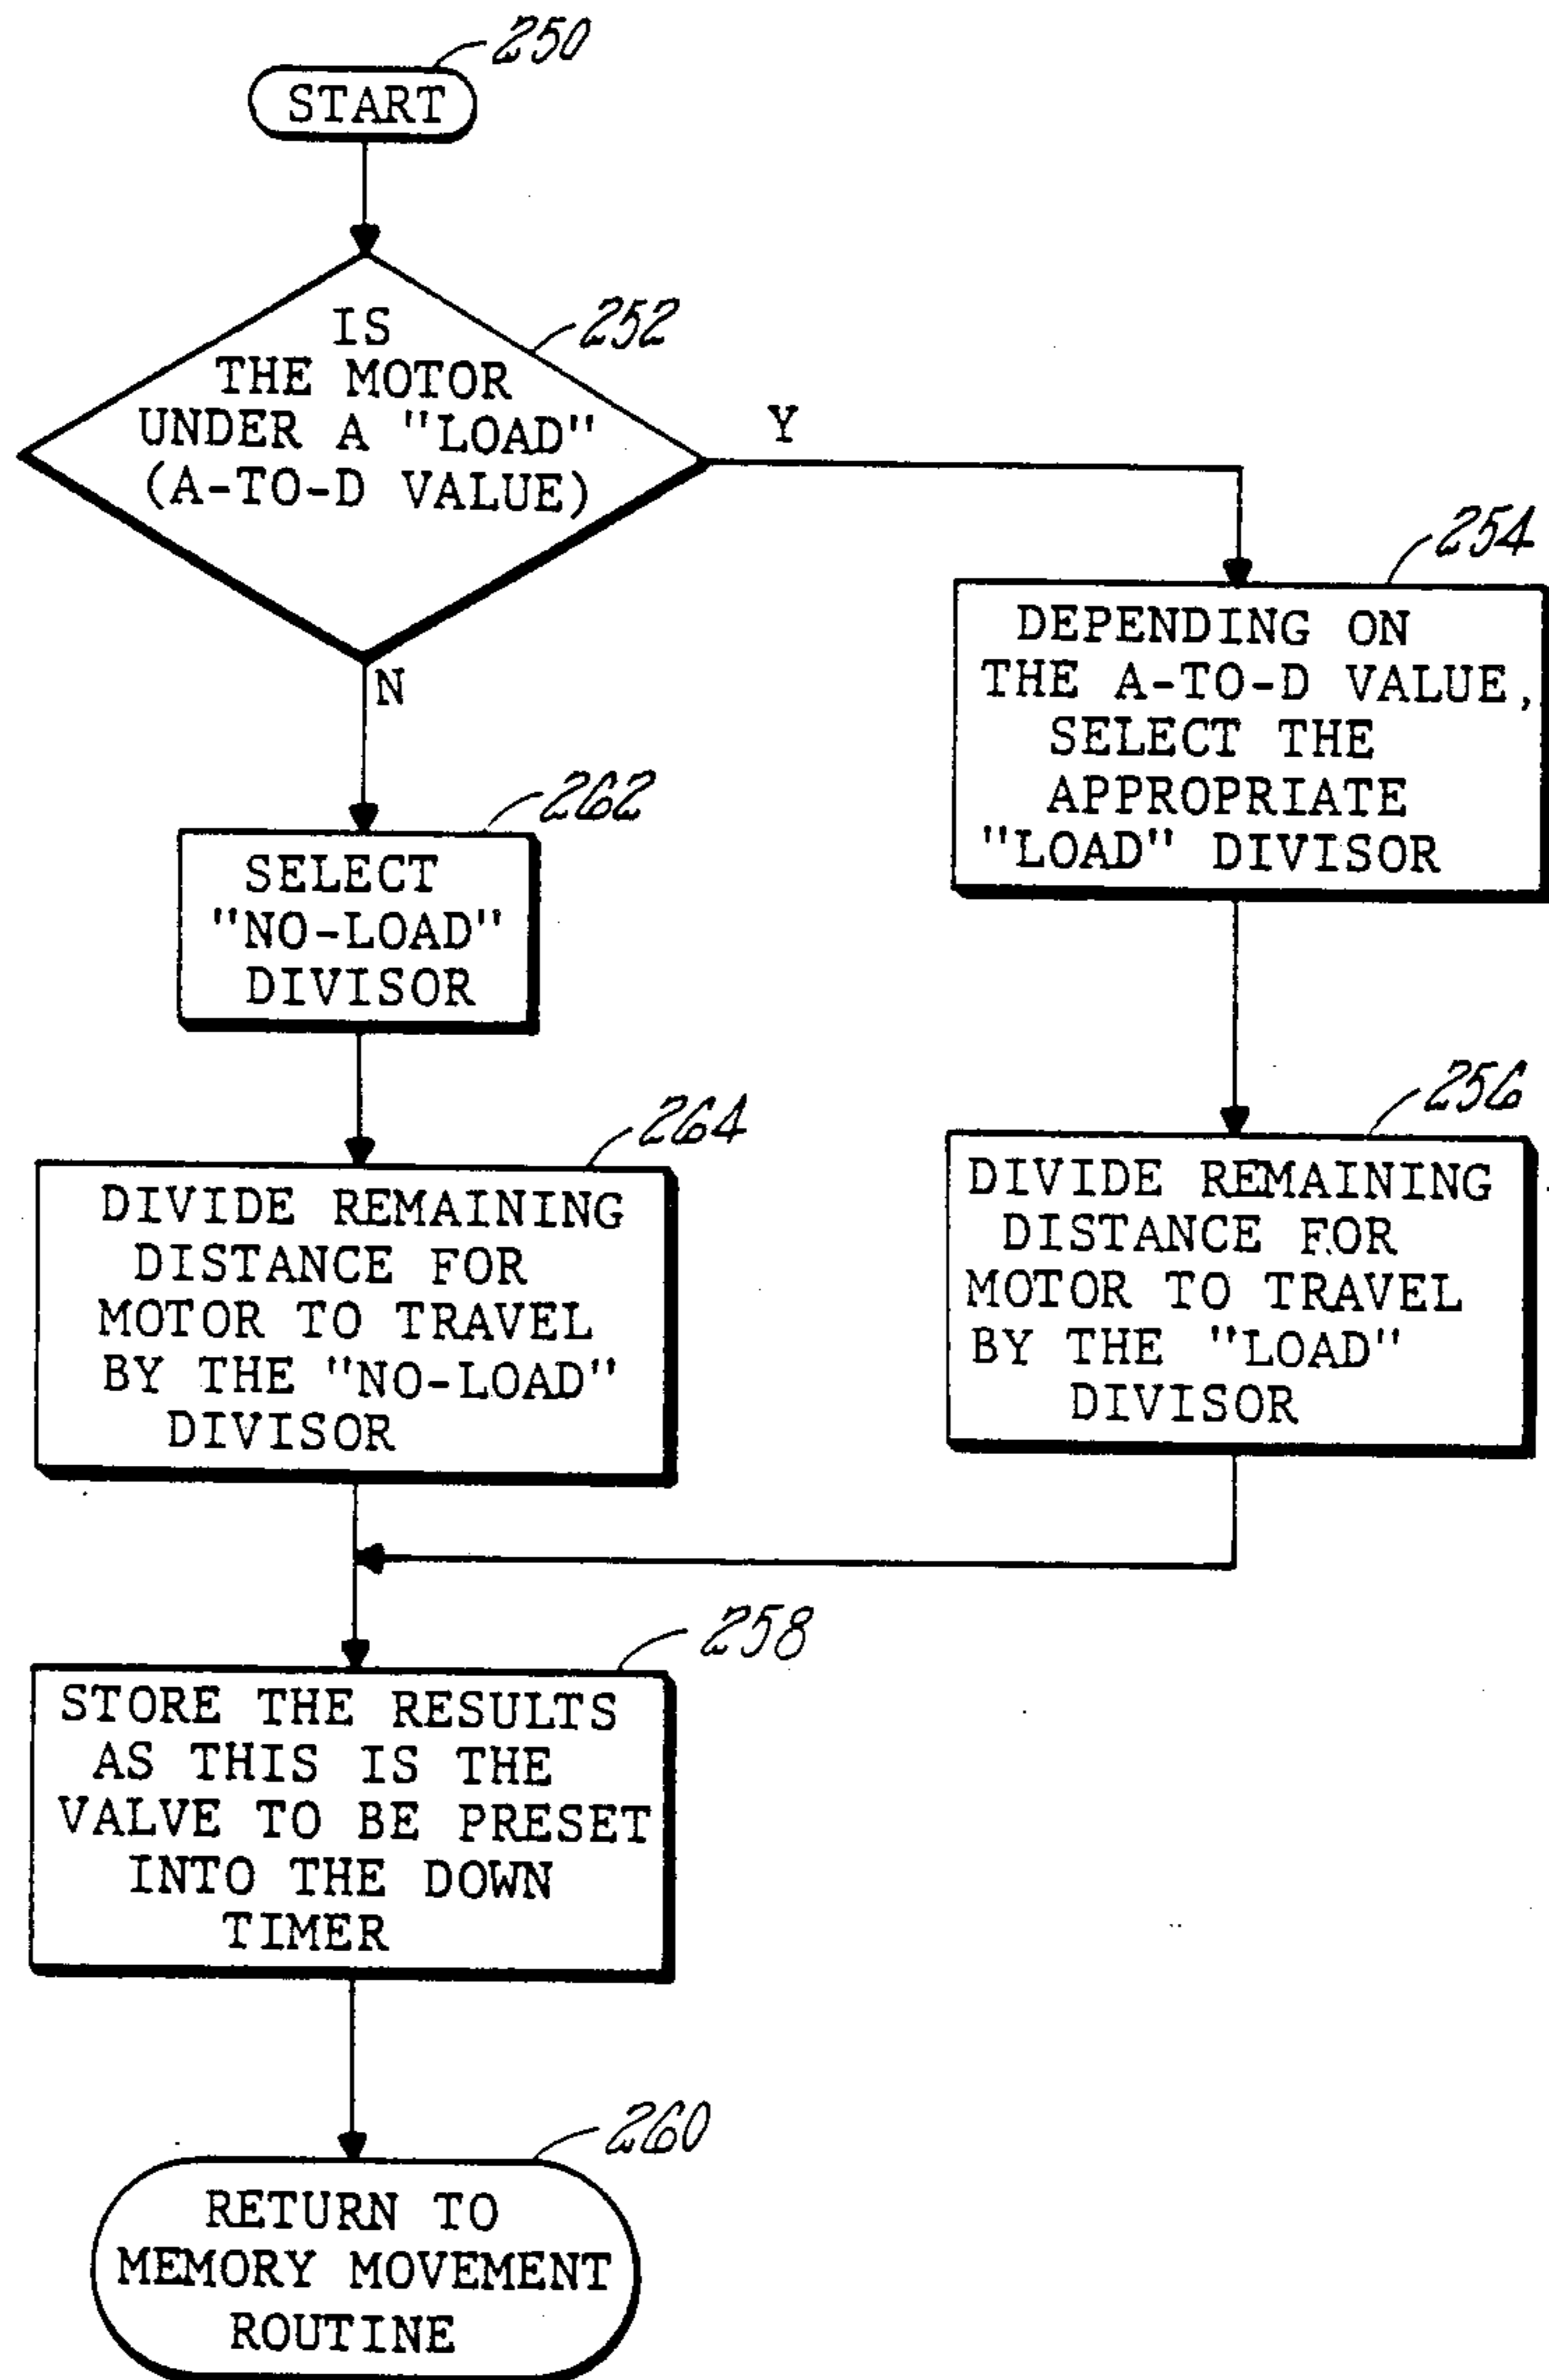 250
START
252
IS
THE MOTOR
UNDER A "LOAD"
(A-TO-D VALUE)
Y
N
254
DEPENDING ON
THE A-TO-D VALUE,
SELECT THE
APPROPRIATE
"LOAD" DIVISOR
262
SELECT
"NO-LOAD"
DIVISOR
256
DIVIDE REMAINING
DISTANCE FOR
MOTOR TO TRAVEL
BY THE "LOAD"
DIVISOR
264
DIVIDE REMAINING
DISTANCE FOR
MOTOR TO TRAVEL
BY THE "NO-LOAD"
DIVISOR
258
STORE THE RESULTS
AS THIS IS THE
VALVE TO BE PRESET
INTO THE DOWN
TIMER
260
RETURN TO
MEMORY MOVEMENT
ROUTINE